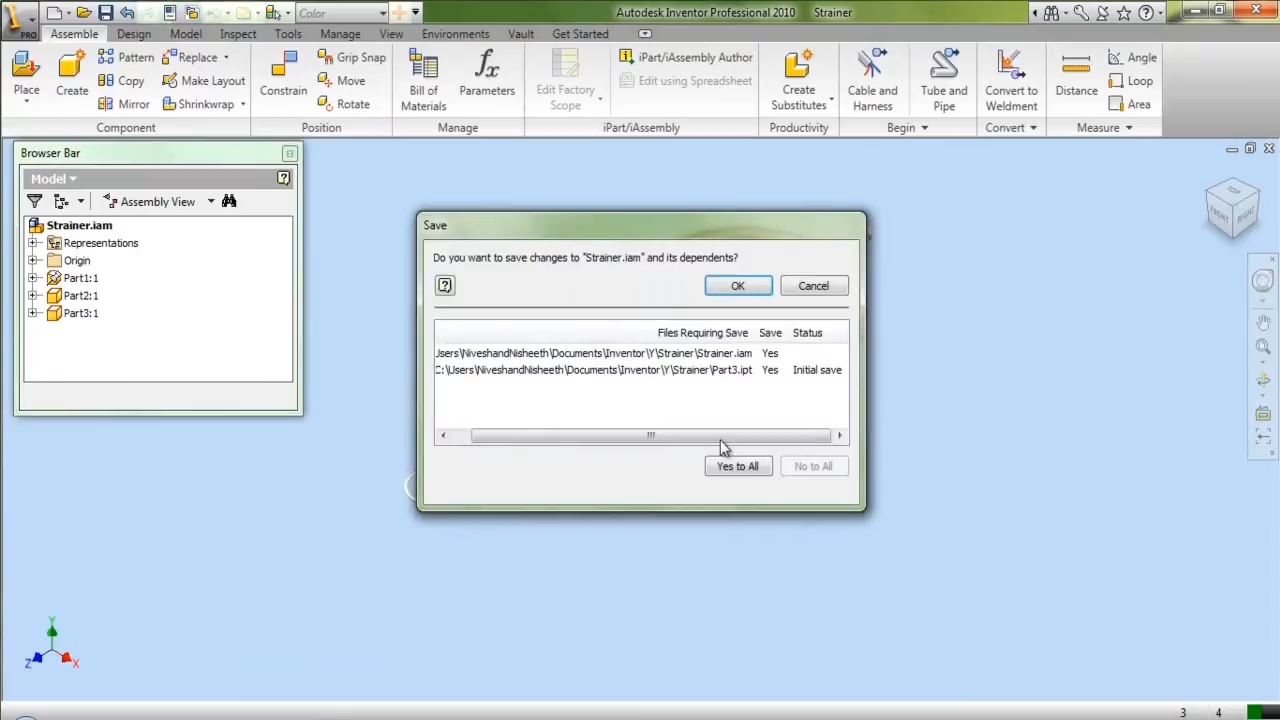 Color
Autodesk Inventor Professional 2010 Strainer
PRO
Assemble Design Model Inspect Tools Manage View Environments Vault Get Started
Place
Create
Pattern
Copy
Mirror
Replace
Make Layout
Shrinkwrap
Component
Constrain
Grip Snap
Move
Rotate
Position
Bill of
Materials
Parameters
Manage
Edit Factory
Scope
iPart/iAssembly Author
Edit using Spreadsheet
iPart/iAssembly
Create
Substitutes
Productivity
Cable and
Harness
Tube and
Pipe
Begin
Convert to
Weldment
Convert
Distance
Angle
Loop
Area
Measure
Browser Bar
Model
Assembly View
Strainer.iam
Representations
Origin
Part1:1
Part2:1
Part3:1
Save
Do you want to save changes to "Strainer.iam" and its dependents?
OK Cancel
Files Requiring Save Save Status
Users\NiveshandNisheeth\Documents\Inventor\Y\Strainer\Strainer.iam Yes
C:\Users\NiveshandNisheeth\Documents\Inventor\Y\Strainer\Part3.ipt Yes Initial save
Yes to All No to All
TOP
FRONT
RIGHT
Y
Z
X
3 4